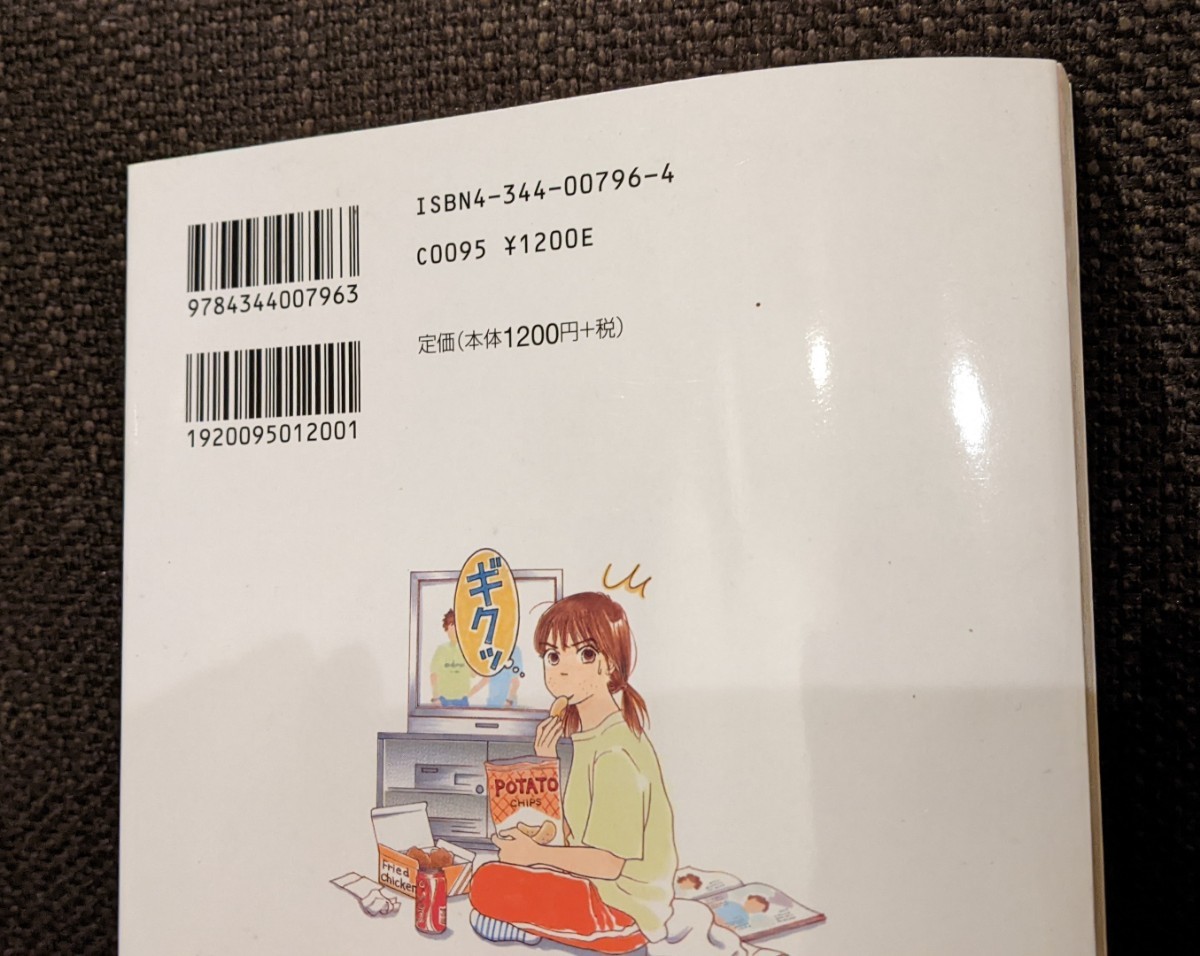 ISBN4-344-00796-4
C0095 ¥1200E
9784344007963
定価(本体1200円+税)
1920095012001
ギクッ
POTATO
CHIPS
Fried
Chicken